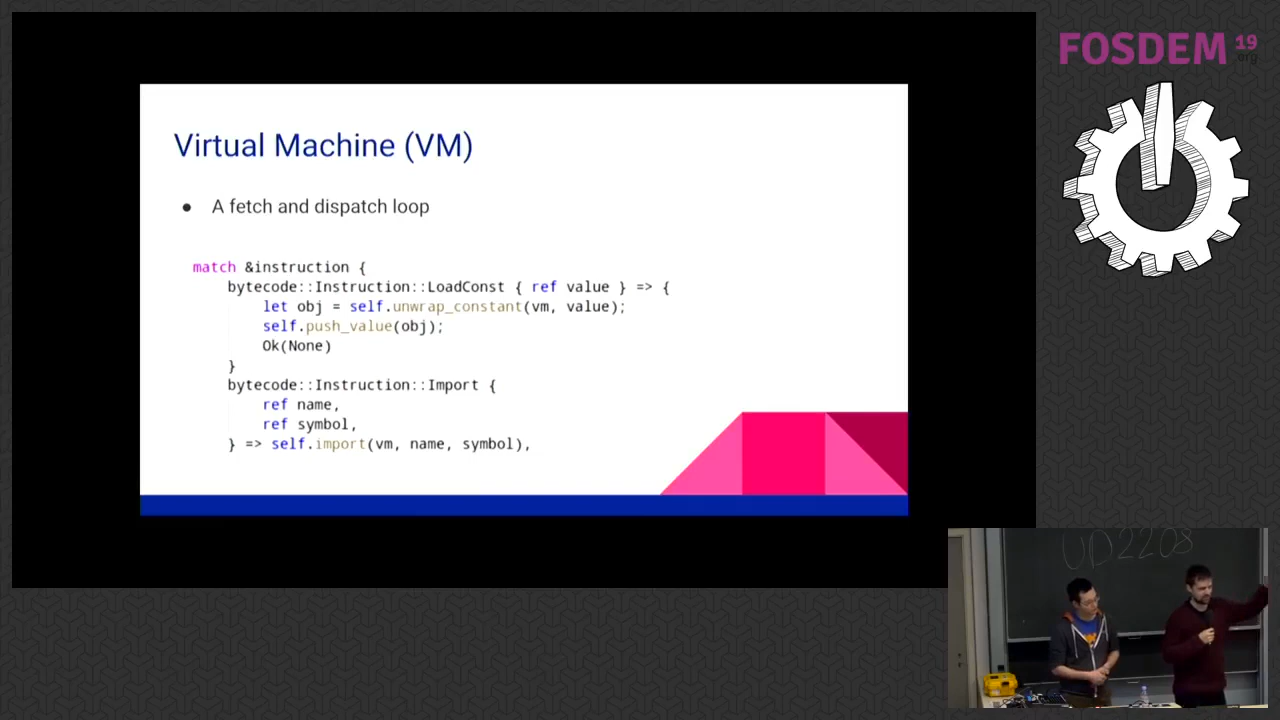 FOSDEM 19
.org
Virtual Machine (VM)
● A fetch and dispatch loop
match &instruction {
bytecode::Instruction::LoadConst { ref value } => {
let obj = self.unwrap_constant(vm, value);
self.push_value(obj);
Ok(None)
}
bytecode::Instruction::Import {
ref name,
ref symbol,
} => self.import(vm, name, symbol),
UD2208